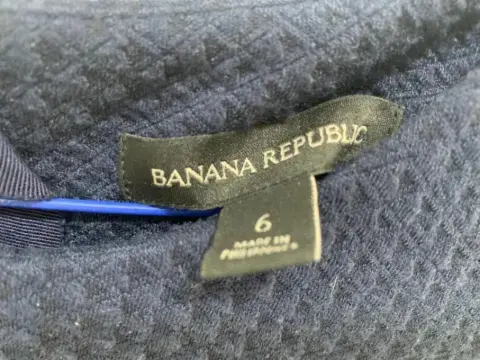 BANANA REPUBLIC
6
MADE IN
PHILIPPINES